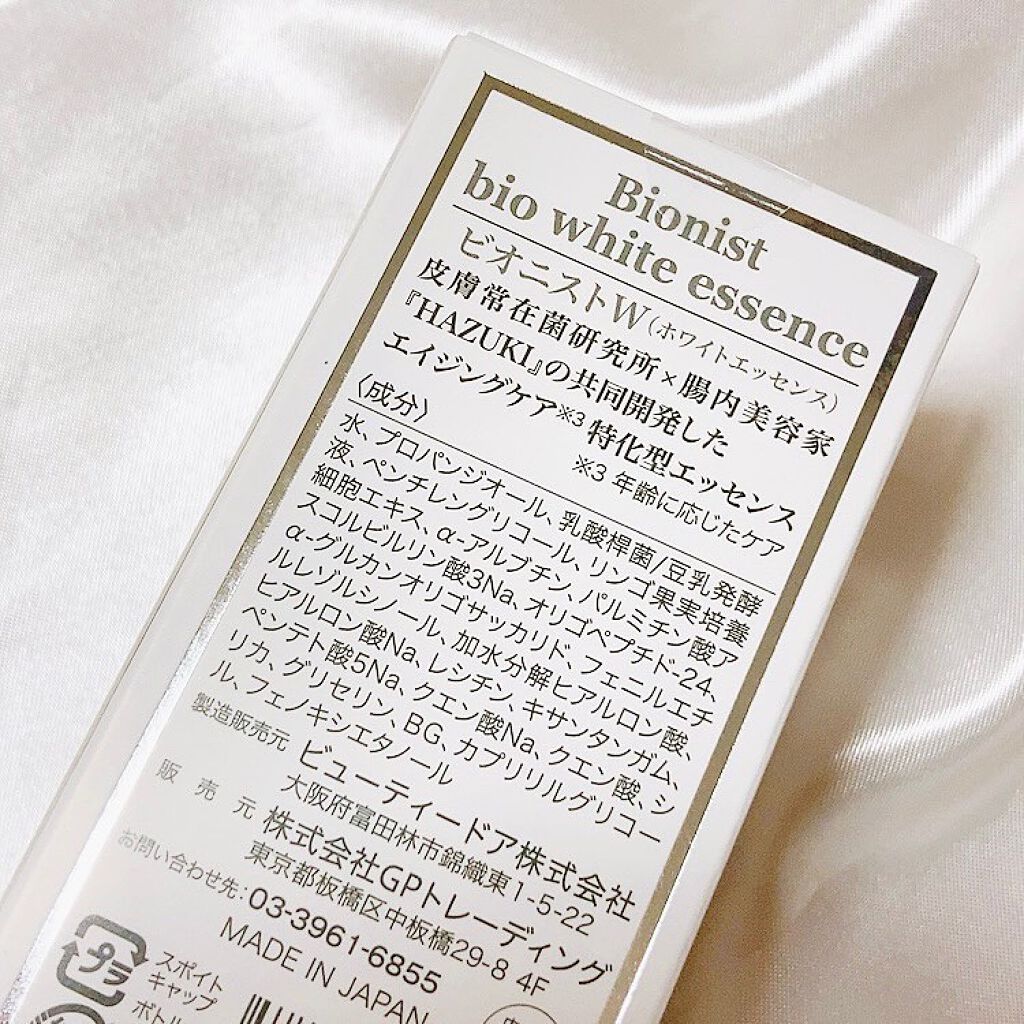 Bionist
bio white essence
ビオニストW(ホワイトエッセンス)
皮膚常在菌研究所×腸内美容家
『HAZUKI』の共同開発した
エイジングケア※3 特化型エッセンス
※3 年齢に応じたケア
〈成分〉
水、プロパンジオール、乳酸桿菌/豆乳発酵
液、ペンチレングリコール、リンゴ果実培養
細胞エキス、α-アルブチン、パルミチン酸ア
スコルビルリン酸3Na、オリゴペプチド-24、
α-グルカンオリゴサッカリド、フェニルエチ
ルレゾルシノール、加水分解ヒアルロン酸、
ヒアルロン酸Na、レシチン、キサンタンガム、
ペンテト酸5Na、クエン酸Na、クエン酸、シ
リカ、グリセリン、BG、カプリリルグリコー
ル、フェノキシエタノール
製造販売元 ビューティードア株式会社
大阪府富田林市錦織東1-5-22
販売元 株式会社GPトレーディング
東京都板橋区中板橋29-8 4F
お問い合わせ先:03-3961-6855
MADE IN JAPAN
プラ
スポイト
キャップ
ボトル